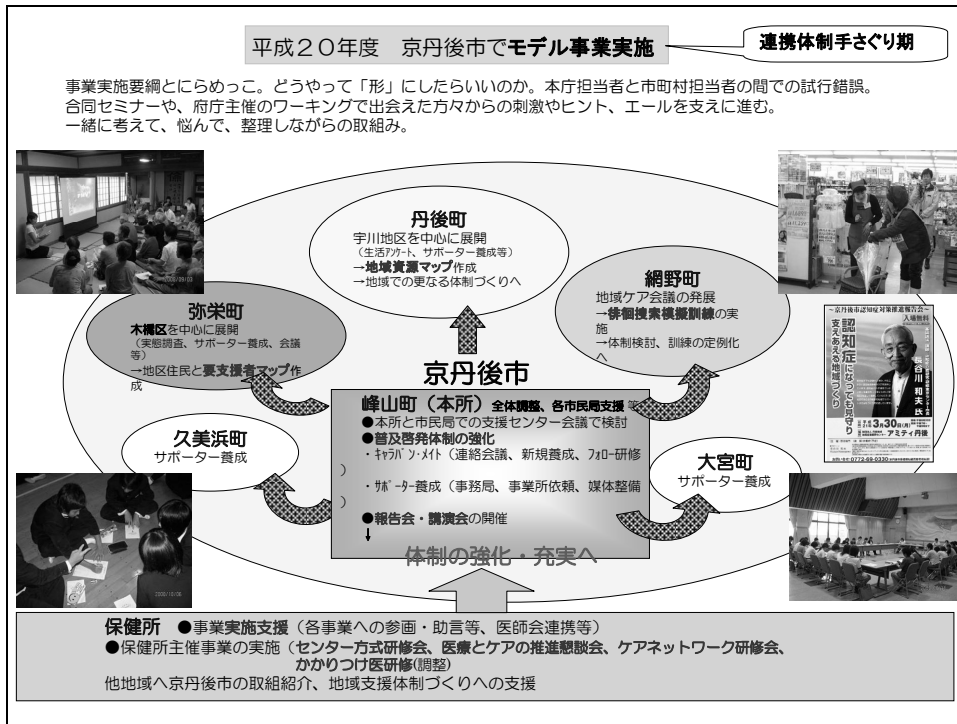 平成２０年度　京丹後市でモデル事業実施
連携体制手さぐり期
事業実施要綱とにらめっこ。どうやって「形」にしたらいいのか。本庁担当者と市町村担当者の間での試行錯誤。
合同セミナーや、府庁主催のワーキングで出会えた方々からの刺激やヒント、エールを支えに進む。
一緒に考えて、悩んで、整理しながらの取組み。
丹後町
宇川地区を中心に展開
（生活ｱﾝｹｰﾄ、サポーター養成等）
→地域資源マップ作成
→地域での更なる体制づくりへ
網野町
地域ケア会議の発展
→徘徊捜索模擬訓練の実
施
→体制検討、訓練の定例化
へ
弥栄町
木橋区を中心に展開
（実態調査、サポーター養成、会議
等）
→地区住民と要支援者マップ作
成
京丹後市
峰山町（本所）全体調整、各市民局支援 等
●本所と市民局での支援センター会議で検討
●普及啓発体制の強化
・ｷｬﾗﾊﾞﾝ・ﾒｲﾄ（連絡会議、新規養成、ﾌｫﾛｰ研修
）
・ｻﾎﾟｰﾀｰ養成（事務局、事業所依頼、媒体整備
）
●報告会・講演会の開催
↓
体制の強化・充実へ
久美浜町
サポーター養成
大宮町
サポーター養成
～京丹後市認知症対策推進報告会～
入場無料
認知症になっても見守り
支えあえる地域づくり
長谷川 和夫 氏
3月30日(月)
アミティ丹後
0772-69-0330
2008/10/06
保健所　●事業実施支援（各事業への参画・助言等、医師会連携等）
●保健所主催事業の実施（センター方式研修会、医療とケアの推進懇談会、ケアネットワーク研修会、
かかりつけ医研修(調整)
他地域へ京丹後市の取組紹介、地域支援体制づくりへの支援